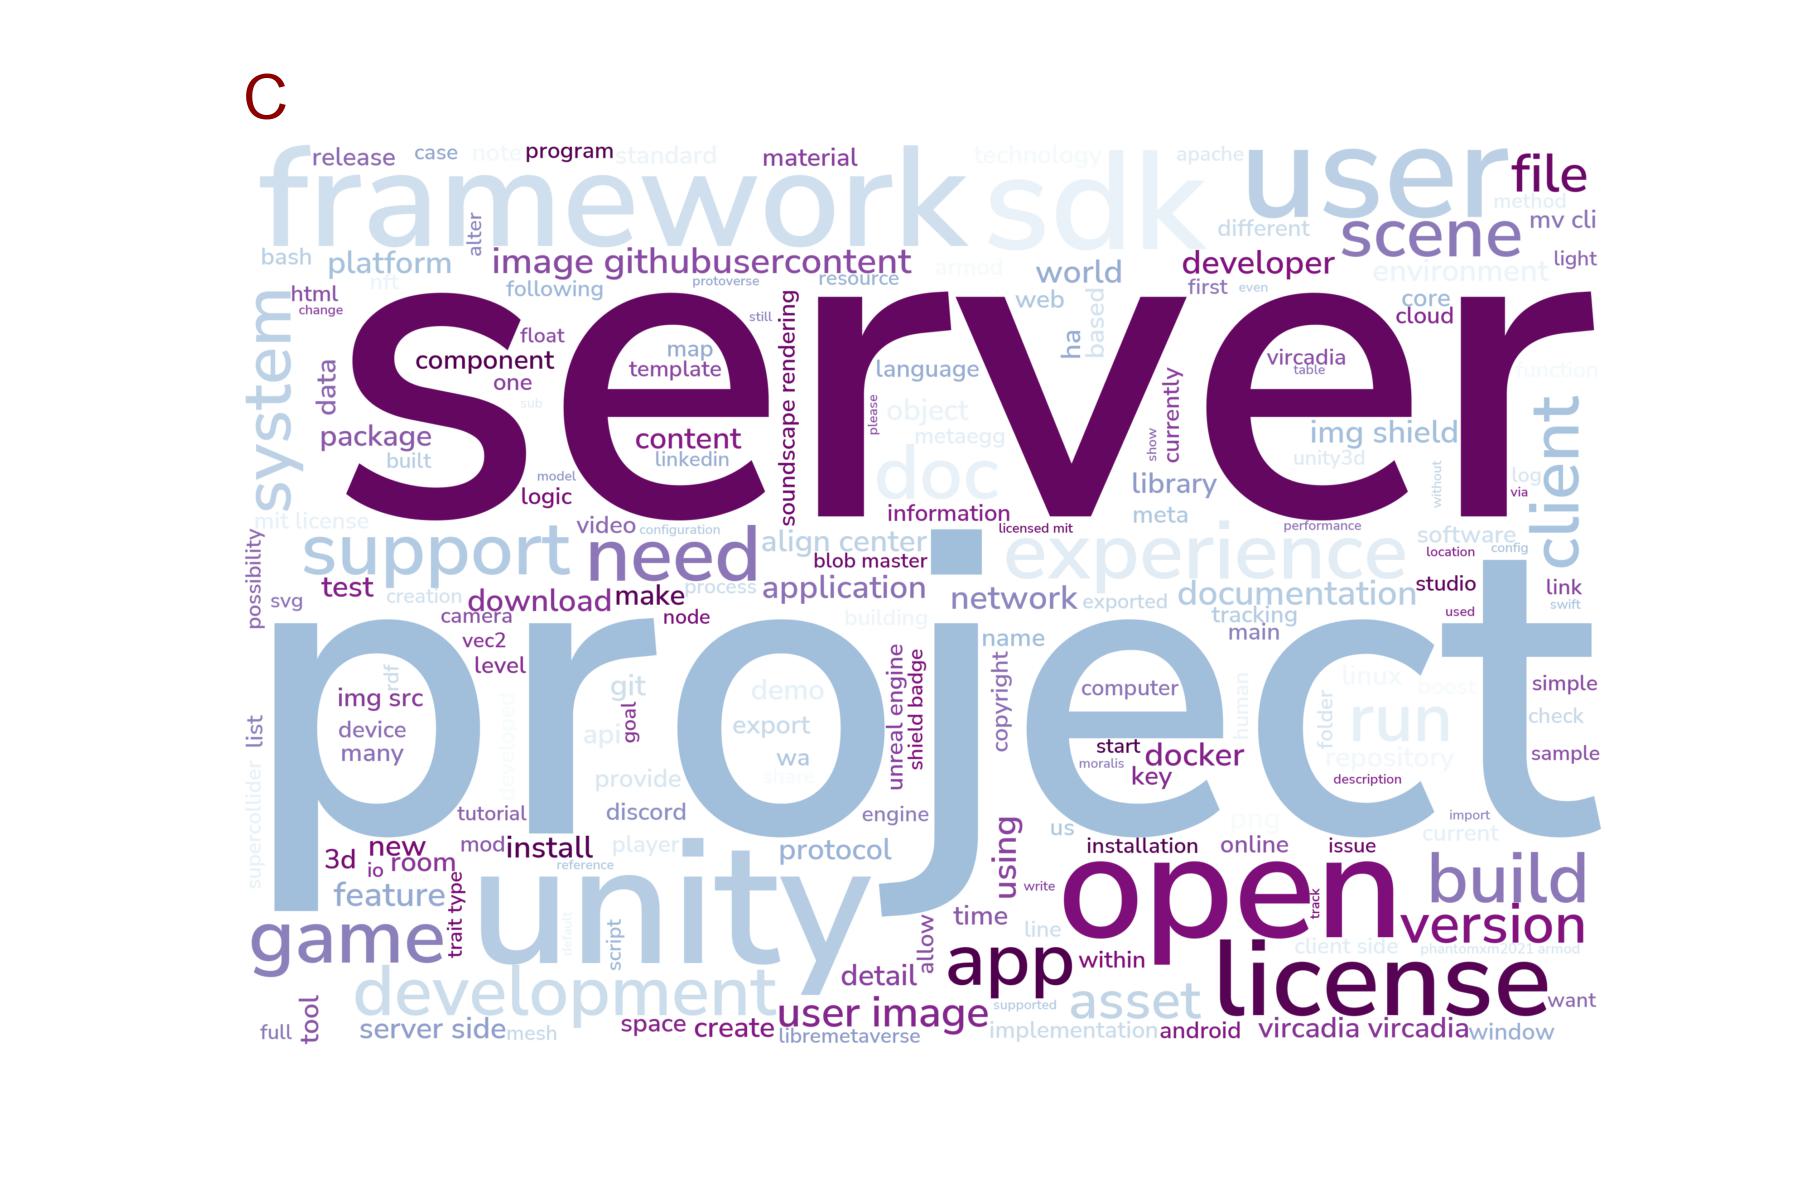 C
release
case
note
program
standard
material
technology
apache
framework
sdk
user
file
method
alter
different
scene
mv cli
bash
platform
image githubusercontent
armod
world
developer
environment
light
nft
following
protoverse
resource
first
even
html
change
web
based
core
cloud
system
server
still
soundscape rendering
float
component
one
sub
map
template
language
ha
vircadia
table
function
data
please
object
metaegg
currently
show
package
built
content
linkedin
img shield
unity3d
client
model
logic
doc
library
without
log
via
mit license
video
configuration
information
licensed mit
meta
performance
software
possibility
support
need
align center
blob master
experience
location
config
test
creation
download
make
process
application
network
exported
documentation
studio
link
svg
camera
node
building
tracking
used
swift
project
vec2
level
name
main
rdf
img src
git
demo
unreal engine
shield badge
copyright
computer
human
linux
boost
simple
list
device
many
developed
api
goal
export
wa
share
start
docker
moralis
key
folder
run
repository
description
check
sample
supercollider
provide
tutorial
discord
engine
us
png
import
current
new
3d
io
room
mod
install
player
reference
protocol
using
installation
online
issue
feature
unity
write
open
track
build
game
trait type
default
script
allow
time
line
version
client side
phantomxm2021 armod
development
detail
app
within
license
full
tool
server side
mesh
space
create
user image
libremetaverse
supported
asset
implementation
android
vircadia vircadia
want
window